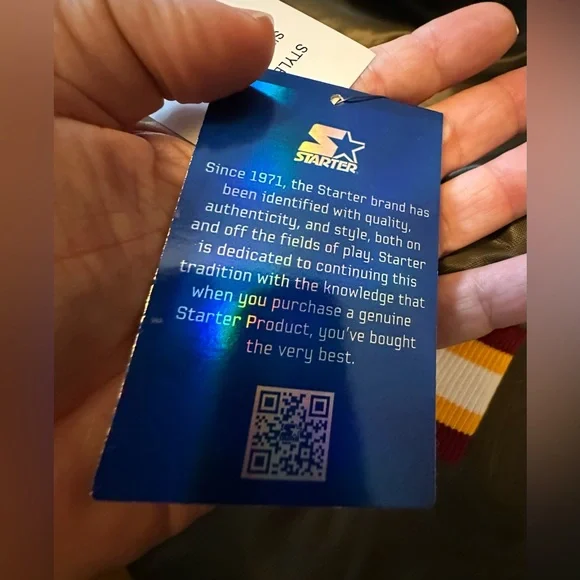 STYLE
STARTER
Since 1971, the Starter brand has
been identified with quality,
authenticity, and style, both on
and off the fields of play. Starter
is dedicated to continuing this
tradition with the knowledge that
when you purchase a genuine
Starter Product, you've bought
the very best.